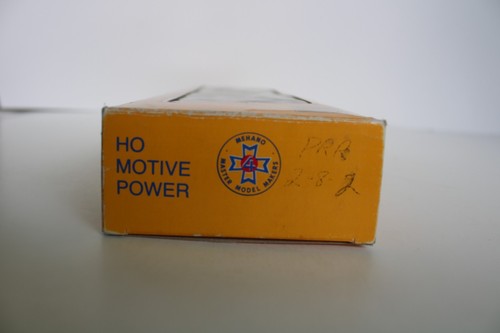 HO
MOTIVE
POWER
MEHANO
MASTER MODEL MAKERS
PRR
2-8-2